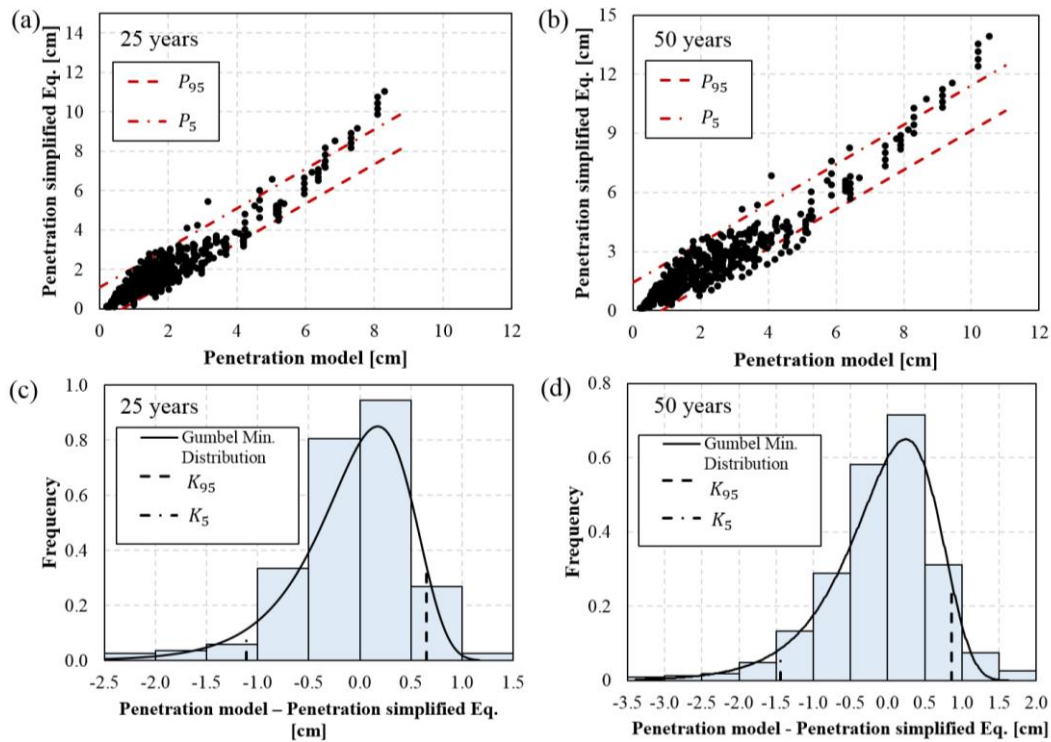 (a)
25 years
P95
P5
Penetration simplified Eq. [cm]
14
12
10
8
6
4
2
0
0 2 4 6 8 10 12
Penetration model [cm]
(b)
50 years
P95
P5
Penetration simplified Eq. [cm]
15
12
9
6
3
0
0 2 4 6 8 10 12
Penetration model [cm]
(c)
25 years
Gumbel Min.
Distribution
K95
K5
Frequency
1.0
0.8
0.6
0.4
0.2
0.0
-2.5 -2.0 -1.5 -1.0 -0.5 0.0 0.5 1.0 1.5
Penetration model – Penetration simplified Eq.
[cm]
(d)
50 years
Gumbel Min.
Distribution
K95
K5
Frequency
0.8
0.6
0.4
0.2
0
-3.5 -3.0 -2.5 -2.0 -1.5 -1.0 -0.5 0.0 0.5 1.0 1.5 2.0
Penetration model - Penetration simplified Eq. [cm]